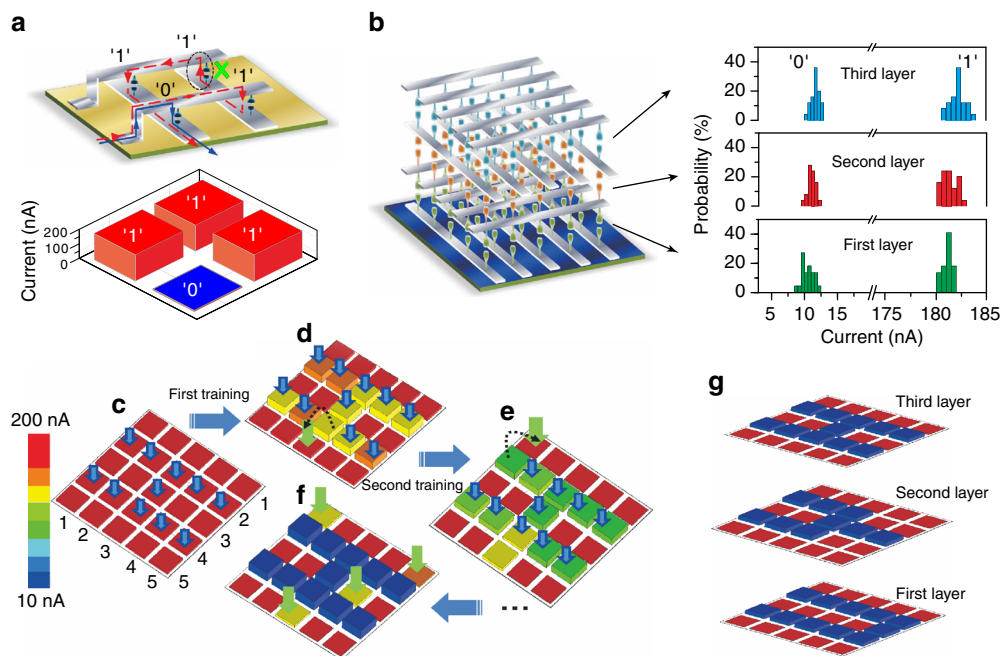 a
'1'
'1'
'0'
'1'
Current (nA)
200
100
0
'1'
'1'
'1'
'0'
b
Probability (%)
40
20
0
40
20
0
40
20
0
'0'
'1'
Third layer
Second layer
First layer
5
10
15
175
180
185
Current (nA)
200 nA
10 nA
c
1
2
3
4
5
1
2
3
4
5
First training
d
Second training
e
f
g
Third layer
Second layer
First layer